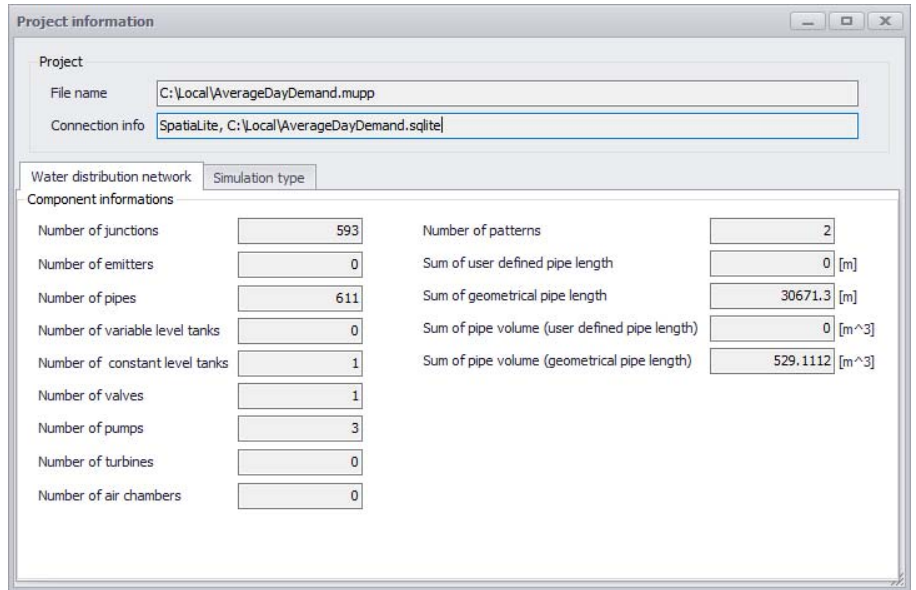 Project information
Project
File name C:\Local\AverageDayDemand.mupp
Connection info SpatiaLite, C:\Local\AverageDayDemand.sqlite
Water distribution network Simulation type
Component informations
Number of junctions 593 Number of patterns 2
Number of emitters 0 Sum of user defined pipe length 0 [m]
Number of pipes 611 Sum of geometrical pipe length 30671.3 [m]
Number of variable level tanks 0 Sum of pipe volume (user defined pipe length) 0 [m^3]
Number of constant level tanks 1 Sum of pipe volume (geometrical pipe length) 529.1112 [m^3]
Number of valves 1
Number of pumps 3
Number of turbines 0
Number of air chambers 0